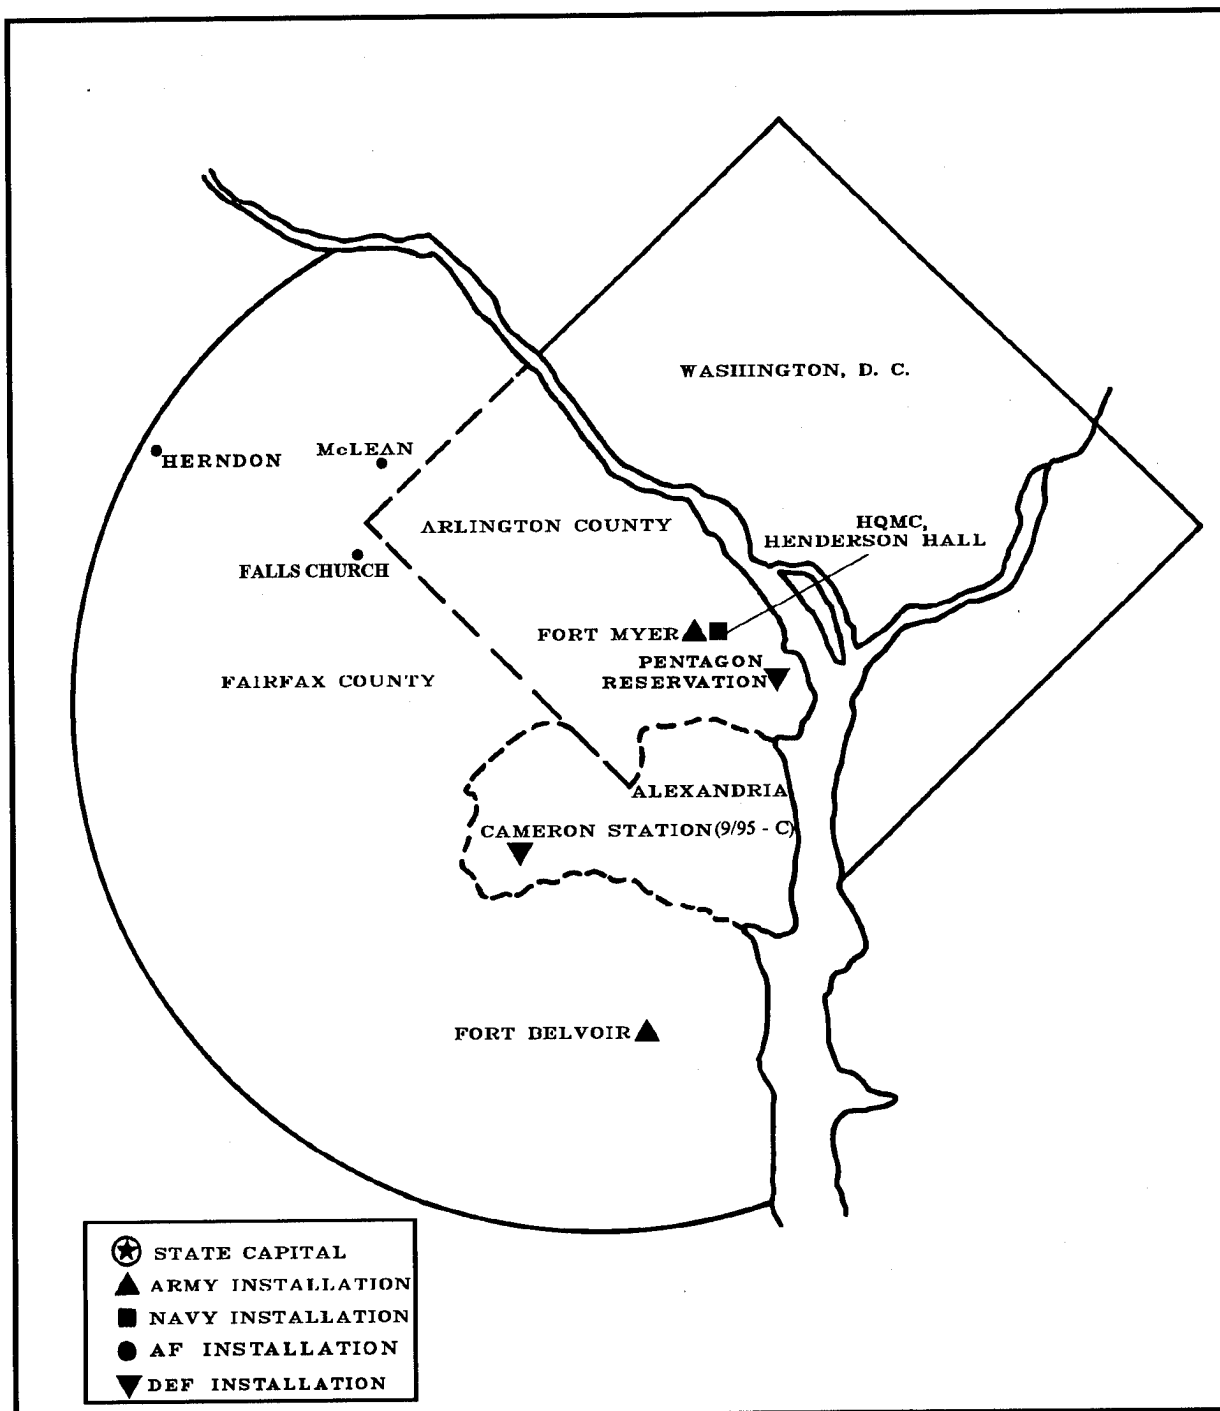 WASHINGTON, D. C.
HERNDON
McLEAN
ARLINGTON COUNTY
HQMC,
HENDERSON HALL
FALLS CHURCH
FORT MYER
PENTAGON
RESERVATION
FAIRFAX COUNTY
ALEXANDRIA
CAMERON STATION (9/95 - C)
FORT BELVOIR
STATE CAPITAL
ARMY INSTALLATION
NAVY INSTALLATION
AF INSTALLATION
DEF INSTALLATION